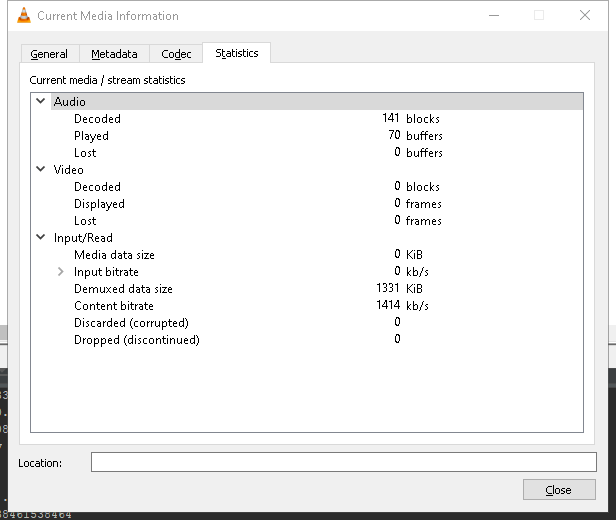 Current Media Information
General Metadata Codec Statistics
Current media / stream statistics
Audio
Decoded 141 blocks
Played 70 buffers
Lost 0 buffers
Video
Decoded 0 blocks
Displayed 0 frames
Lost 0 frames
Input/Read
Media data size 0 KiB
Input bitrate 0 kb/s
Demuxed data size 1331 KiB
Content bitrate 1414 kb/s
Discarded (corrupted) 0
Dropped (discontinued) 0
Location:
Close
38461538464